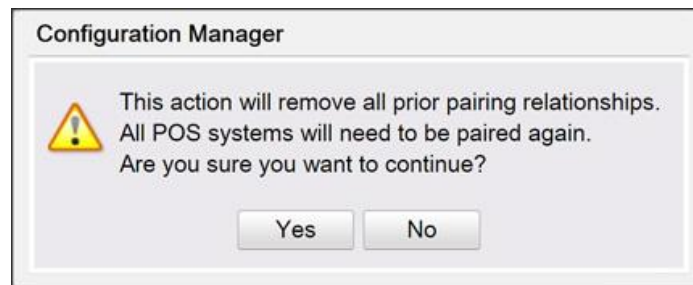 Configuration Manager
This action will remove all prior pairing relationships.
All POS systems will need to be paired again.
Are you sure you want to continue?
Yes No